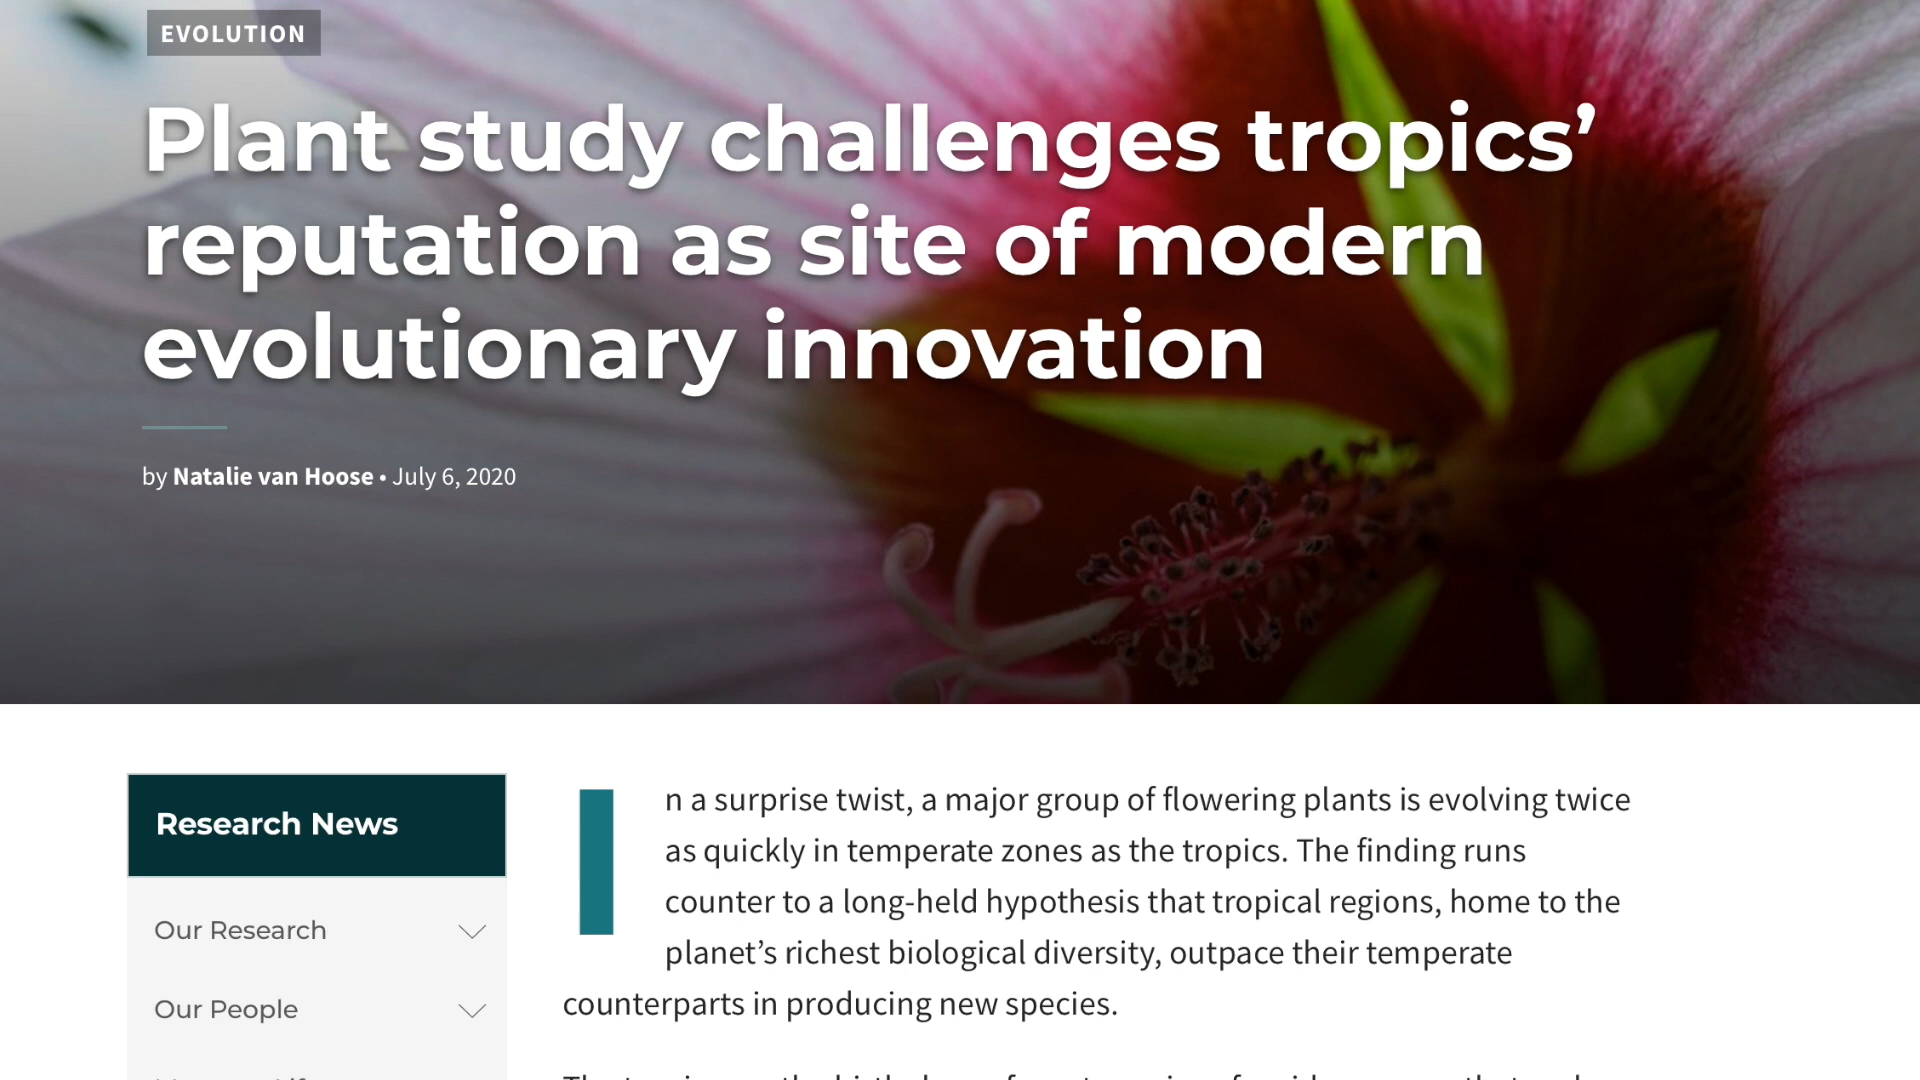 EVOLUTION
Plant study challenges tropics’
reputation as site of modern
evolutionary innovation
by Natalie van Hoose • July 6, 2020
Research News
Our Research
Our People
In a surprise twist, a major group of flowering plants is evolving twice
as quickly in temperate zones as the tropics. The finding runs
counter to a long-held hypothesis that tropical regions, home to the
planet’s richest biological diversity, outpace their temperate
counterparts in producing new species.